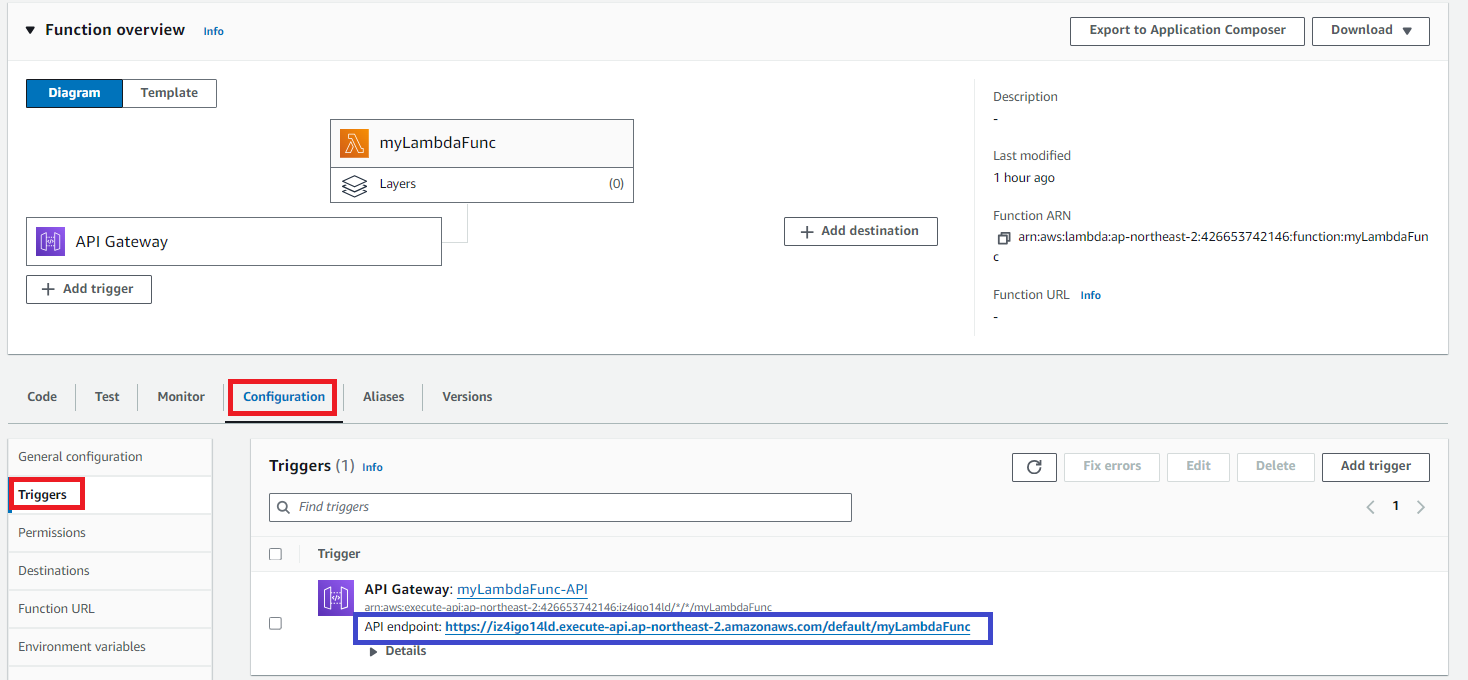 Function overview Info
Export to Application Composer
Download
Diagram
Template
myLambdaFunc
Layers (0)
API Gateway
Add trigger
Add destination
Description
-
Last modified
1 hour ago
Function ARN
arn:aws:lambda:ap-northeast-2:426653742146:function:myLambdaFun
c
Function URL Info
-
Code
Test
Monitor
Configuration
Aliases
Versions
General configuration
Triggers
Permissions
Destinations
Function URL
Environment variables
Triggers (1) Info
Fix errors
Edit
Delete
Add trigger
Find triggers
1
Trigger
API Gateway: myLambdaFunc-API
arn:aws:execute-api:ap-northeast-2:426653742146:iz4igo14ld/*/*/myLambdaFunc
API endpoint: https://iz4igo14ld.execute-api.ap-northeast-2.amazonaws.com/default/myLambdaFunc
Details